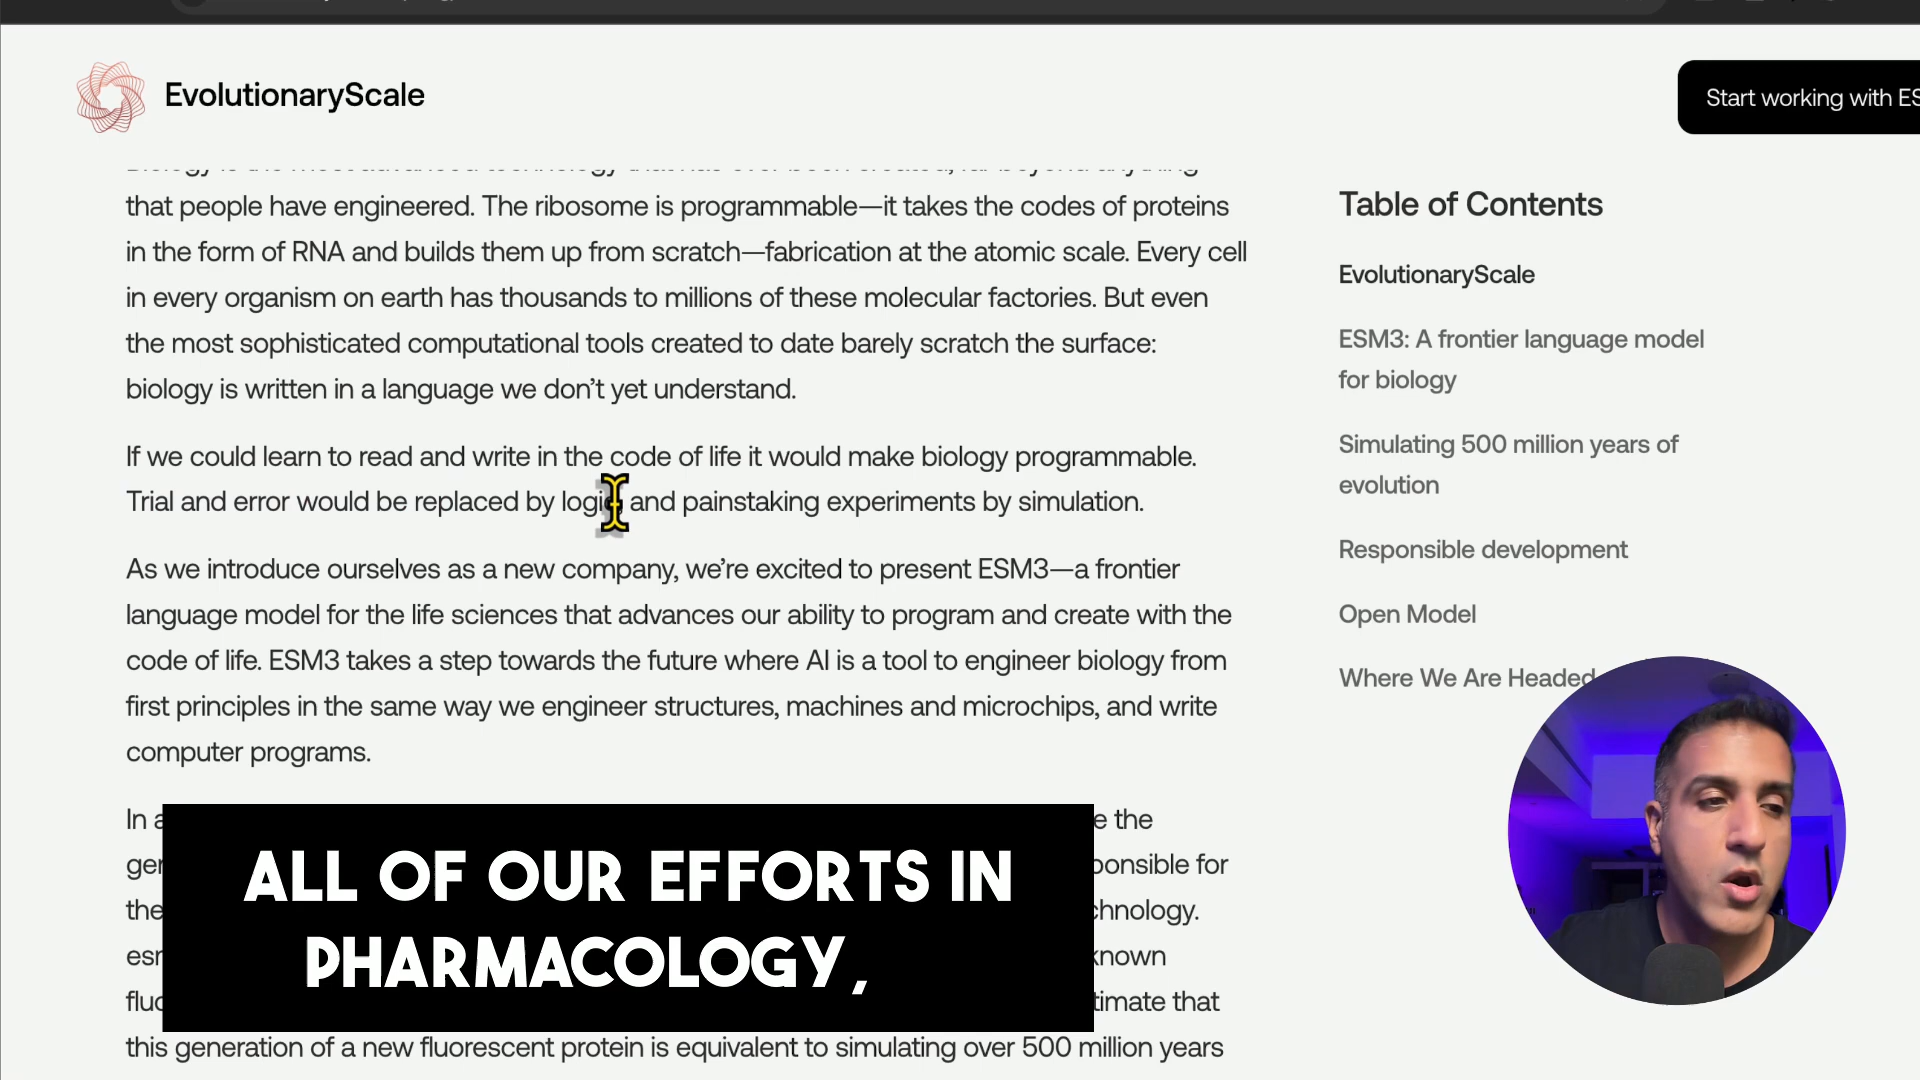 EvolutionaryScale
Start working with
that people have engineered. The ribosome is programmable—it takes the codes of proteins
in the form of RNA and builds them up from scratch—fabrication at the atomic scale. Every cell
in every organism on earth has thousands to millions of these molecular factories. But even
the most sophisticated computational tools created to date barely scratch the surface:
biology is written in a language we don’t yet understand.
If we could learn to read and write in the code of life it would make biology programmable.
Trial and error would be replaced by logic, and painstaking experiments by simulation.
As we introduce ourselves as a new company, we’re excited to present ESM3—a frontier
language model for the life sciences that advances our ability to program and create with the
code of life. ESM3 takes a step towards the future where AI is a tool to engineer biology from
first principles in the same way we engineer structures, machines and microchips, and write
computer programs.
In
the
for
the
known
that
this generation of a new fluorescent protein is equivalent to simulating over 500 million years
Table of Contents
EvolutionaryScale
ESM3: A frontier language model
for biology
Simulating 500 million years of
evolution
Responsible development
Open Model
Where We Are Headed
ALL OF OUR EFFORTS IN
PHARMACOLOGY,